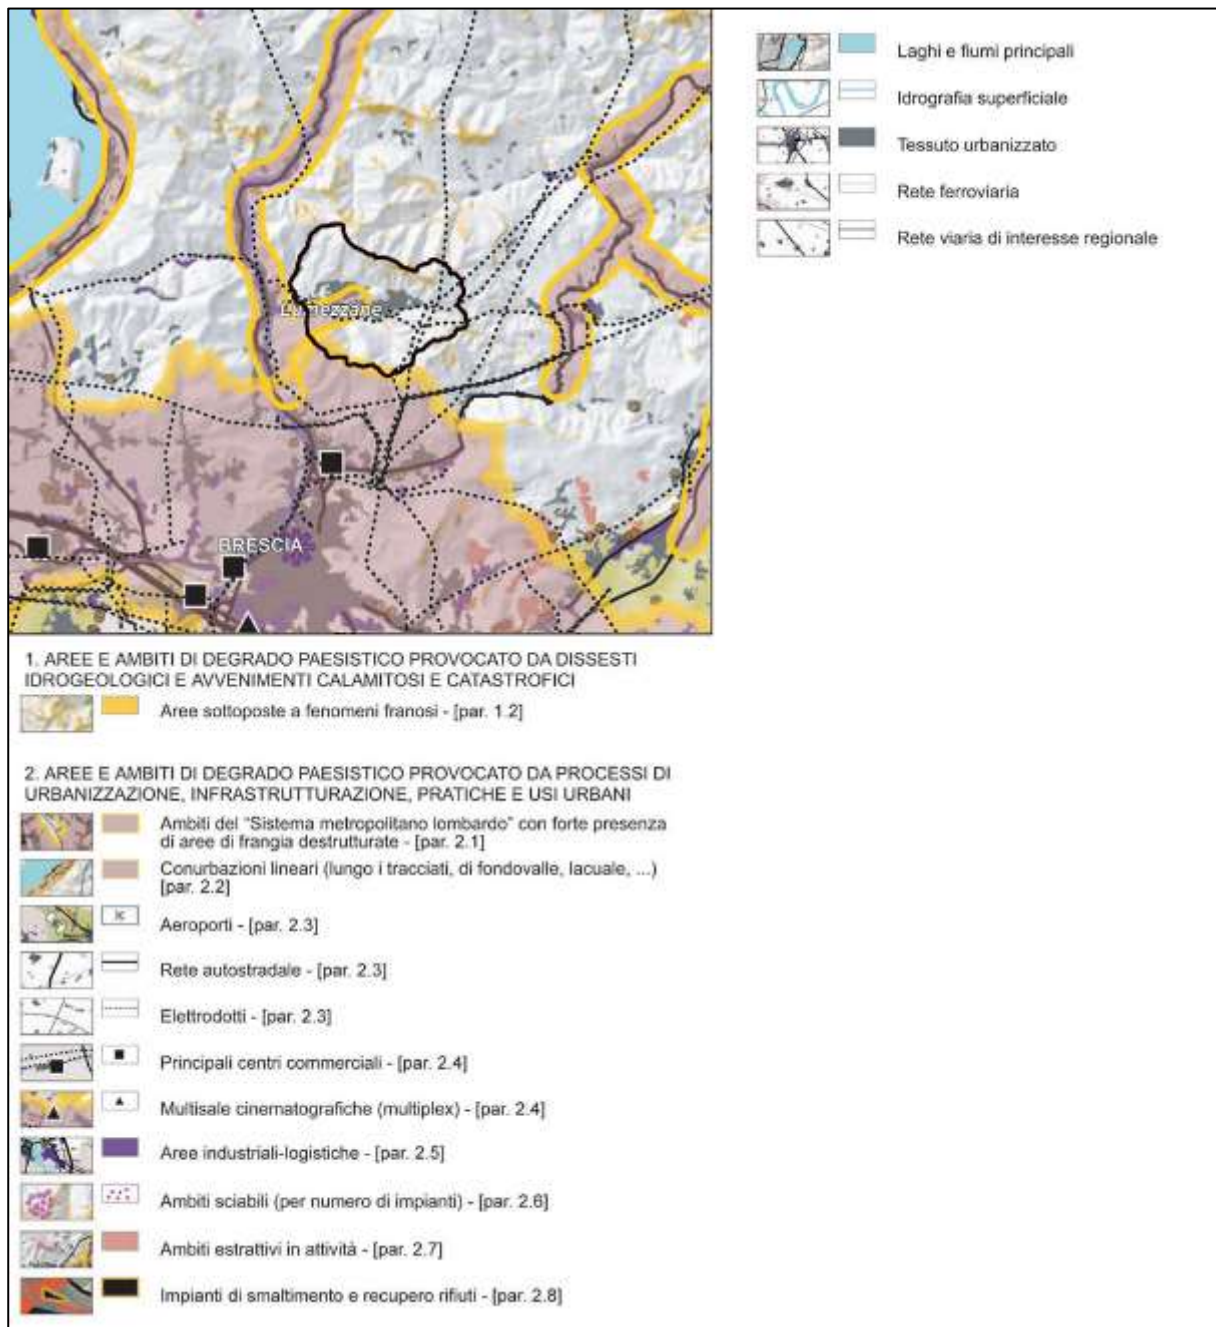 Lumezzane
BRESCIA
Laghi e fiumi principali
Idrografia superficiale
Tessuto urbanizzato
Rete ferroviaria
Rete viaria di interesse regionale
1. AREE E AMBITI DI DEGRADO PAESISTICO PROVOCATO DA DISSESTI
IDROGEOLOGICI E AVVENIMENTI CALAMITOSI E CATASTROFICI
Aree sottoposte a fenomeni franosi - [par. 1.2]
2. AREE E AMBITI DI DEGRADO PAESISTICO PROVOCATO DA PROCESSI DI
URBANIZZAZIONE, INFRASTRUTTURAZIONE, PRATICHE E USI URBANI
Ambiti del "Sistema metropolitano lombardo" con forte presenza
di aree di frangia destrutturate - [par. 2.1]
Conurbazioni lineari (lungo i tracciati, di fondovalle, lacuale, ...)
[par. 2.2]
Aeroporti - [par. 2.3]
Rete autostradale - [par. 2.3]
Elettrodotti - [par. 2.3]
Principali centri commerciali - [par. 2.4]
Multisale cinematografiche (multiplex) - [par. 2.4]
Aree industriali-logistiche - [par. 2.5]
Ambiti sciabili (per numero di impianti) - [par. 2.6]
Ambiti estrattivi in attività - [par. 2.7]
Impianti di smaltimento e recupero rifiuti - [par. 2.8]